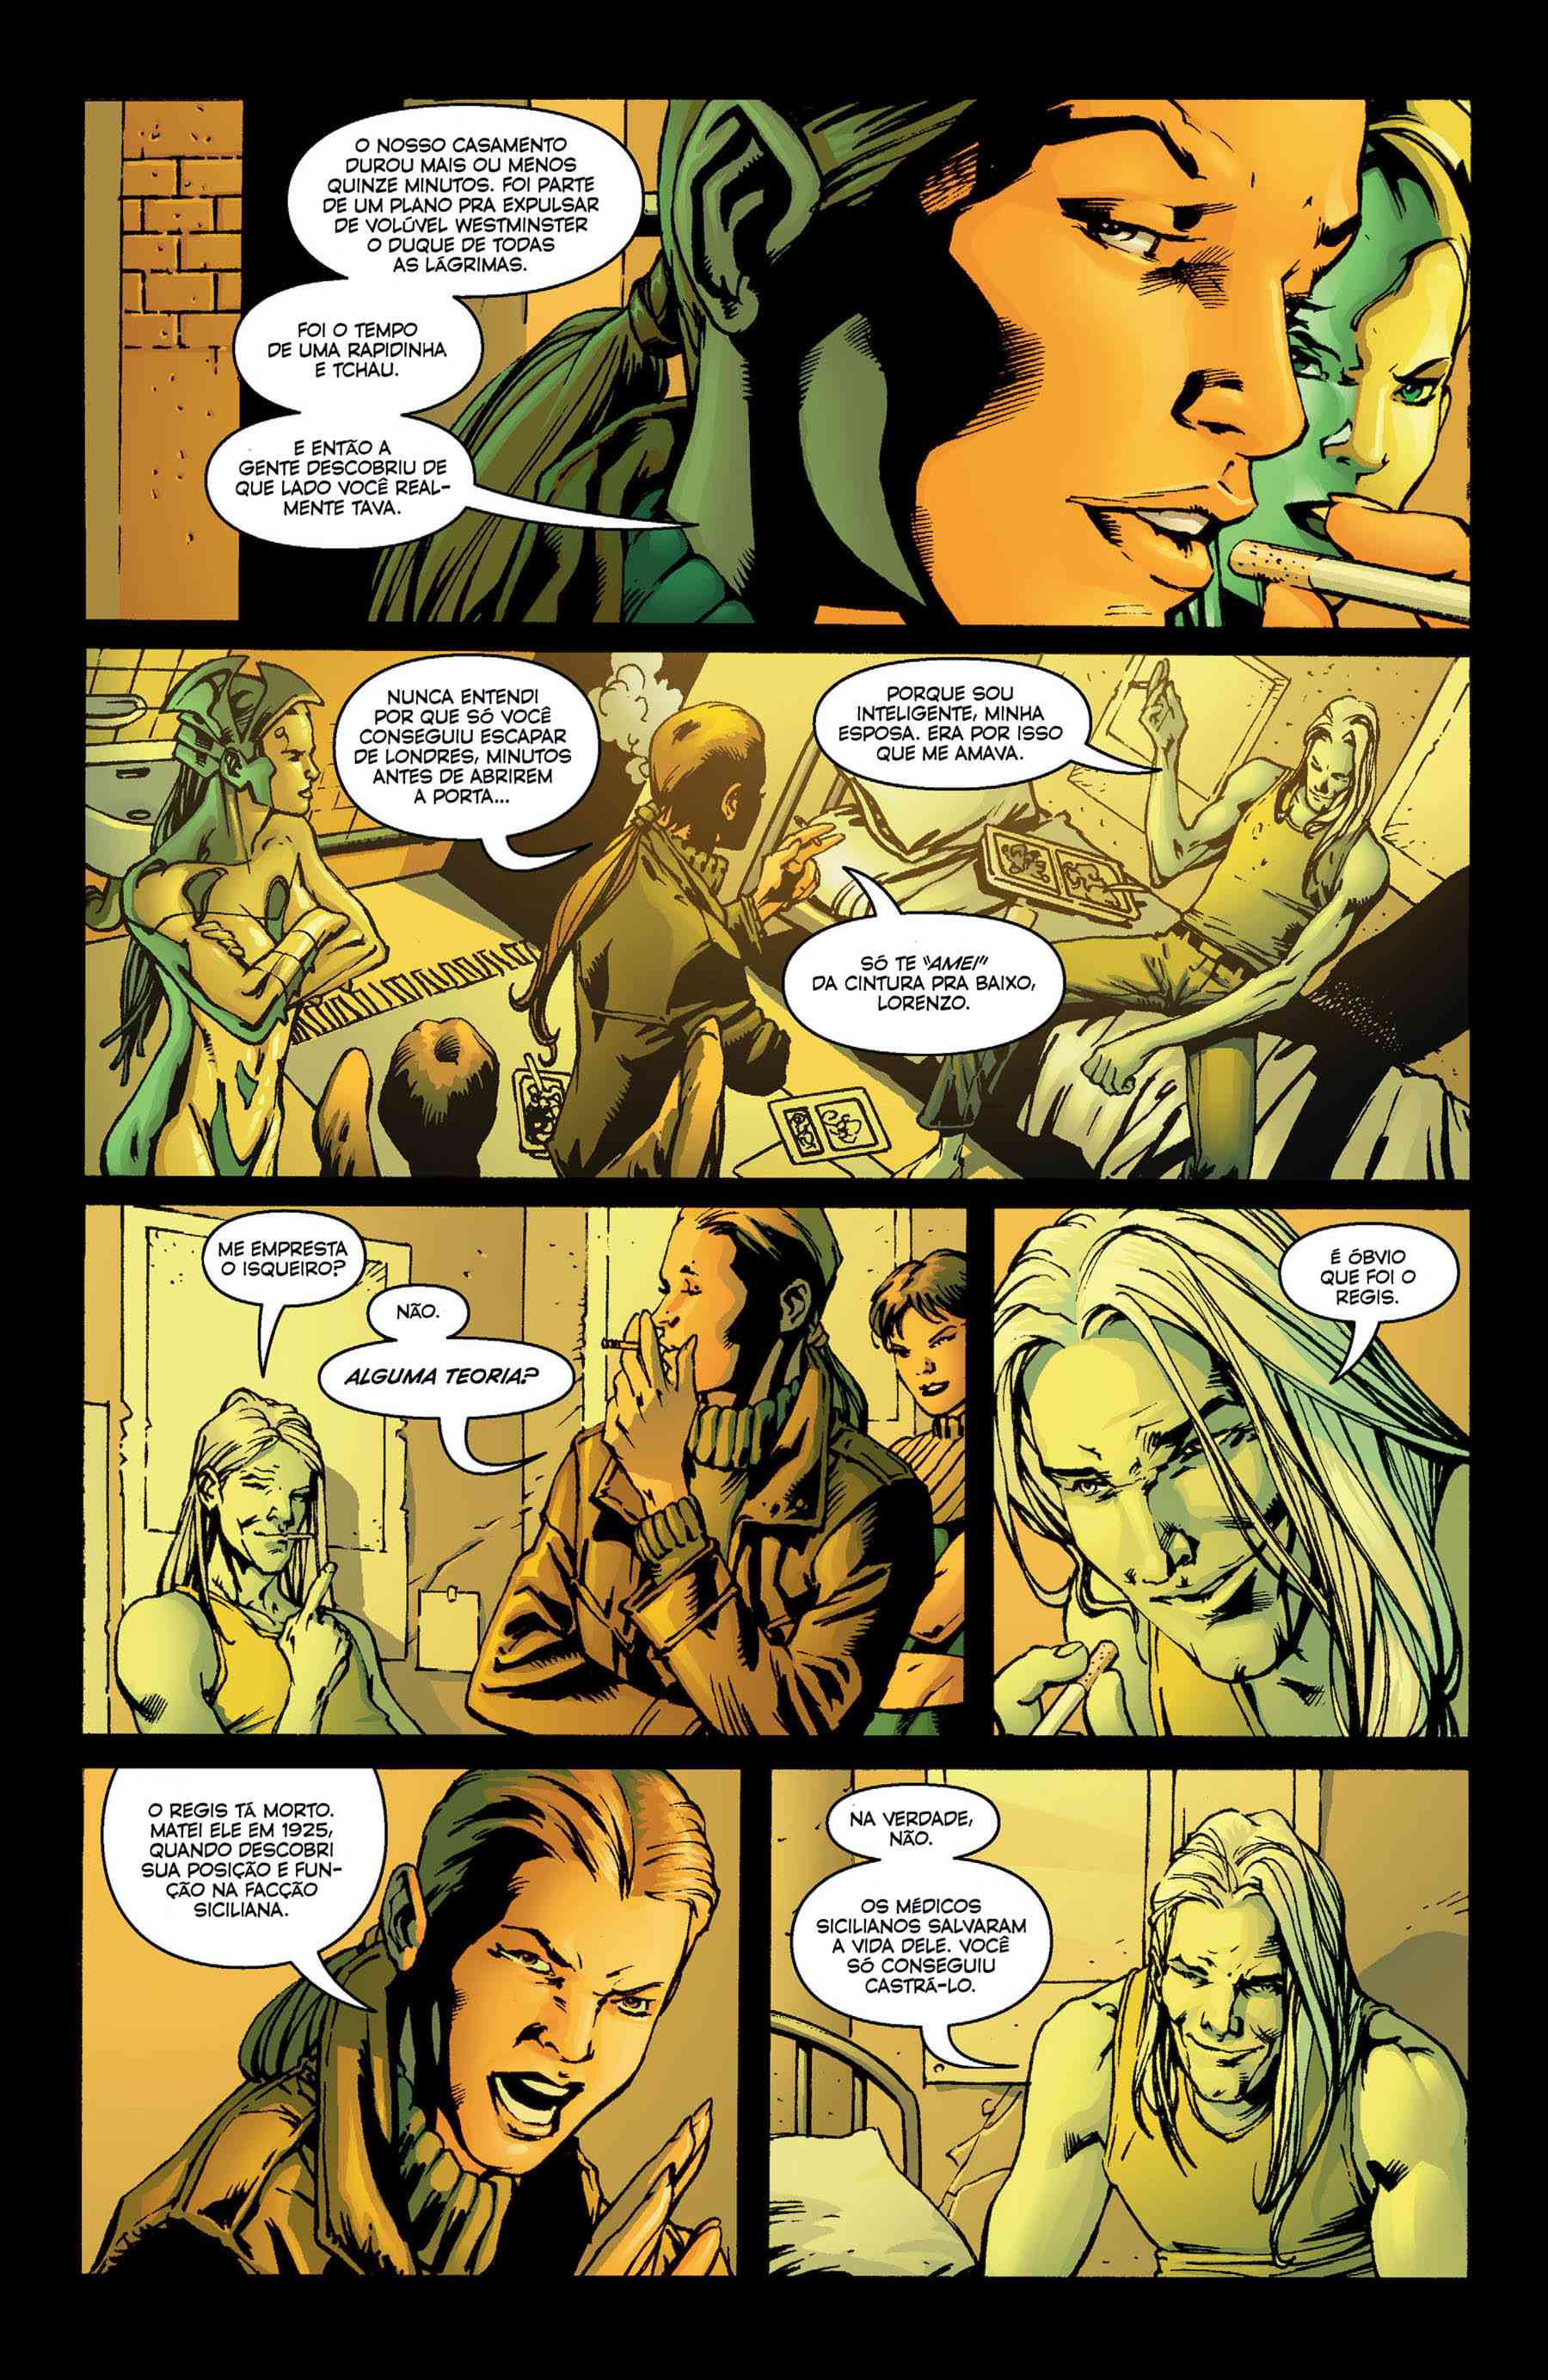 O NOSSO CASAMENTO
DUROU MAIS OU MENOS
QUINZE MINUTOS. FOI PARTE
DE UM PLANO PRA EXPULSAR
DE VOLÚVEL WESTMINSTER
O DUQUE DE TODAS
AS LÁGRIMAS.
FOI O TEMPO
DE UMA RAPIDINHA
E TCHAU.
E ENTÃO A
GENTE DESCOBRIU DE
QUE LADO VOCÊ REAL-
MENTE TAVA.
NUNCA ENTENDI
POR QUE SÓ VOCÊ
CONSEGUIU ESCAPAR
DE LONDRES, MINUTOS
ANTES DE ABRIREM
A PORTA...
PORQUE SOU
INTELIGENTE, MINHA
ESPOSA. ERA POR ISSO
QUE ME AMAVA.
SÓ TE "AMEI"
DA CINTURA PRA BAIXO,
LORENZO.
ME EMPRESTA
O ISQUEIRO?
NÃO.
ALGUMA TEORIA?
É ÓBVIO
QUE FOI O
REGIS.
O REGIS TÁ MORTO.
MATEI ELE EM 1925,
QUANDO DESCOBRI
SUA POSIÇÃO E FUN-
ÇÃO NA FACÇÃO
SICILIANA.
NA VERDADE,
NÃO.
OS MÉDICOS
SICILIANOS SALVARAM
A VIDA DELE. VOCÊ
SÓ CONSEGUIU
CASTRÁ-LO.